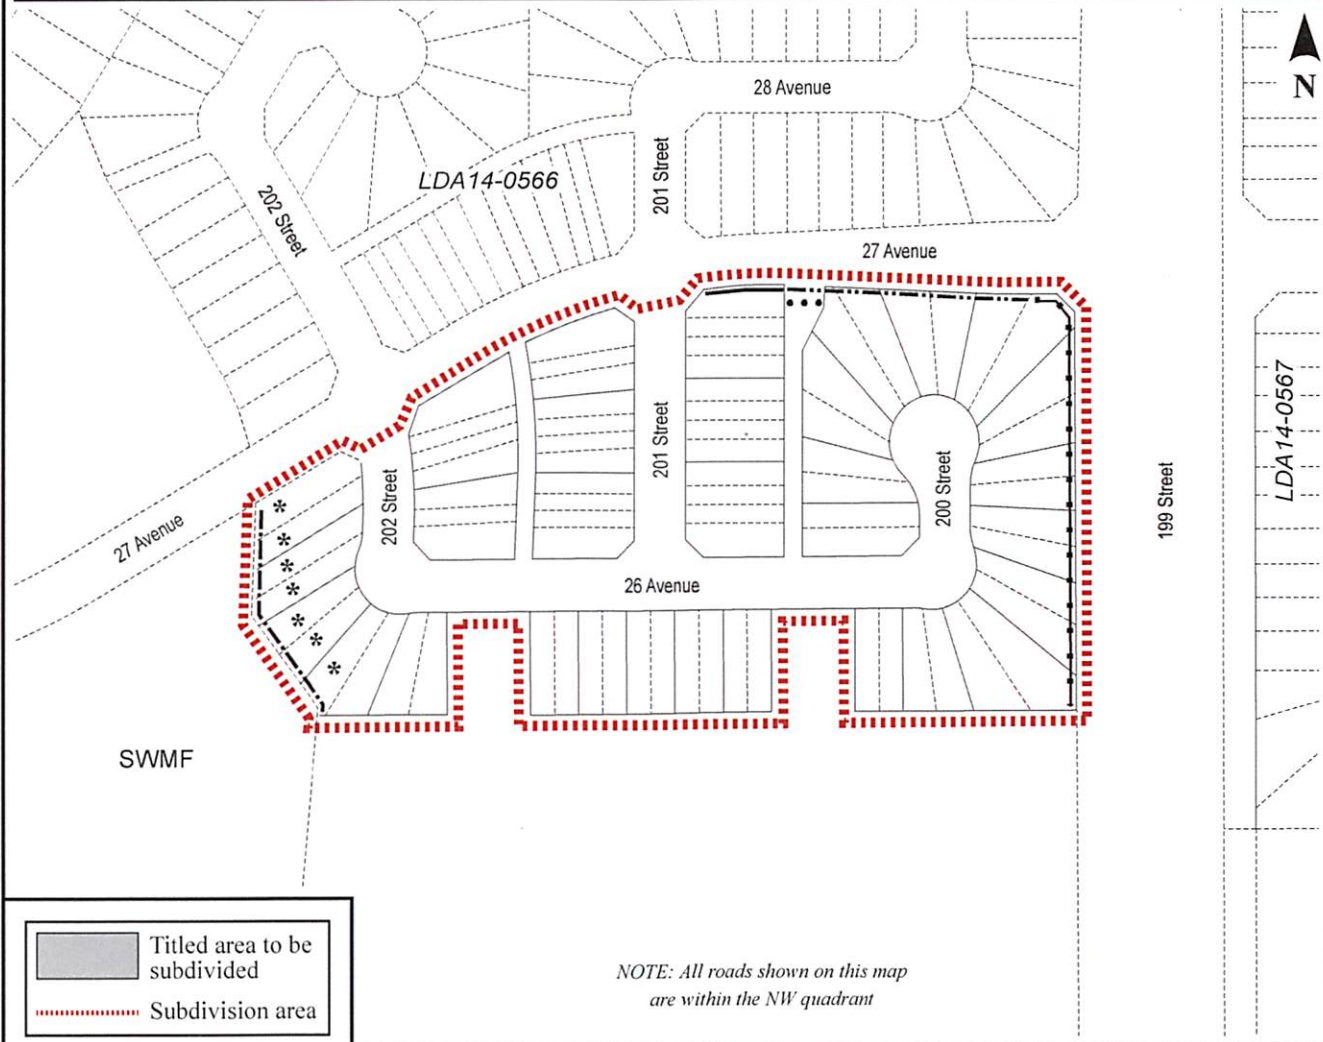 N
28 Avenue
201 Street
LDA14-0566
202 Street
27 Avenue
LDA14-0567
201 Street
199 Street
200 Street
202 Street
27 Avenue
26 Avenue
SWMF
Titled area to be
subdivided
Subdivision area
NOTE: All roads shown on this map
are within the NW quadrant